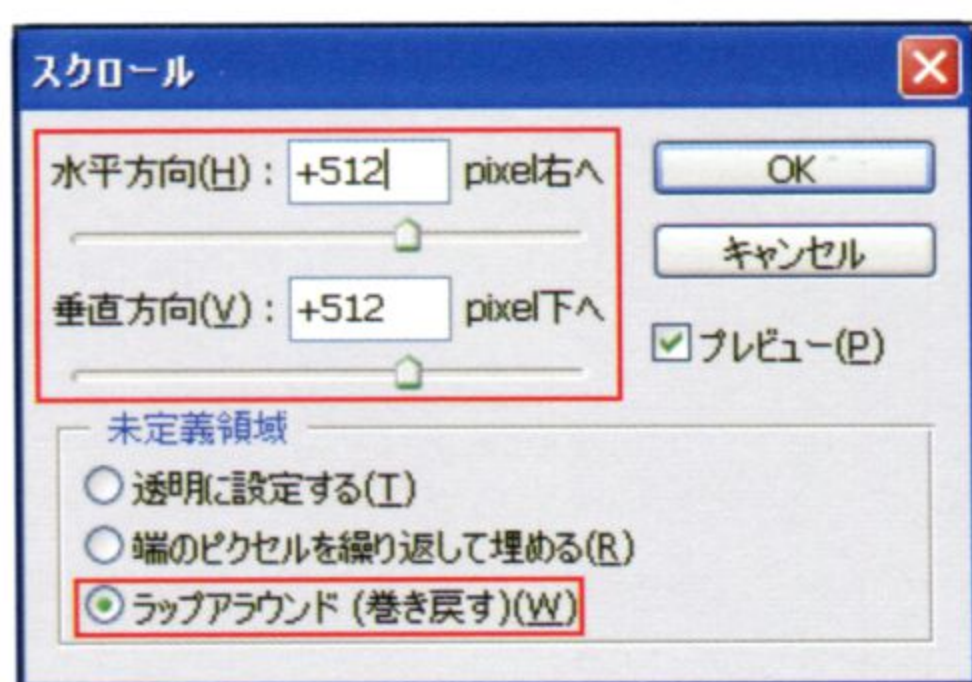 スクロール
水平方向(H): +512 pixel右へ
OK
キャンセル
垂直方向(V): +512 pixel下へ
プレビュー(P)
未定義領域
透明に設定する(T)
端のピクセルを繰り返して埋める(R)
ラップアラウンド (巻き戻す)(W)